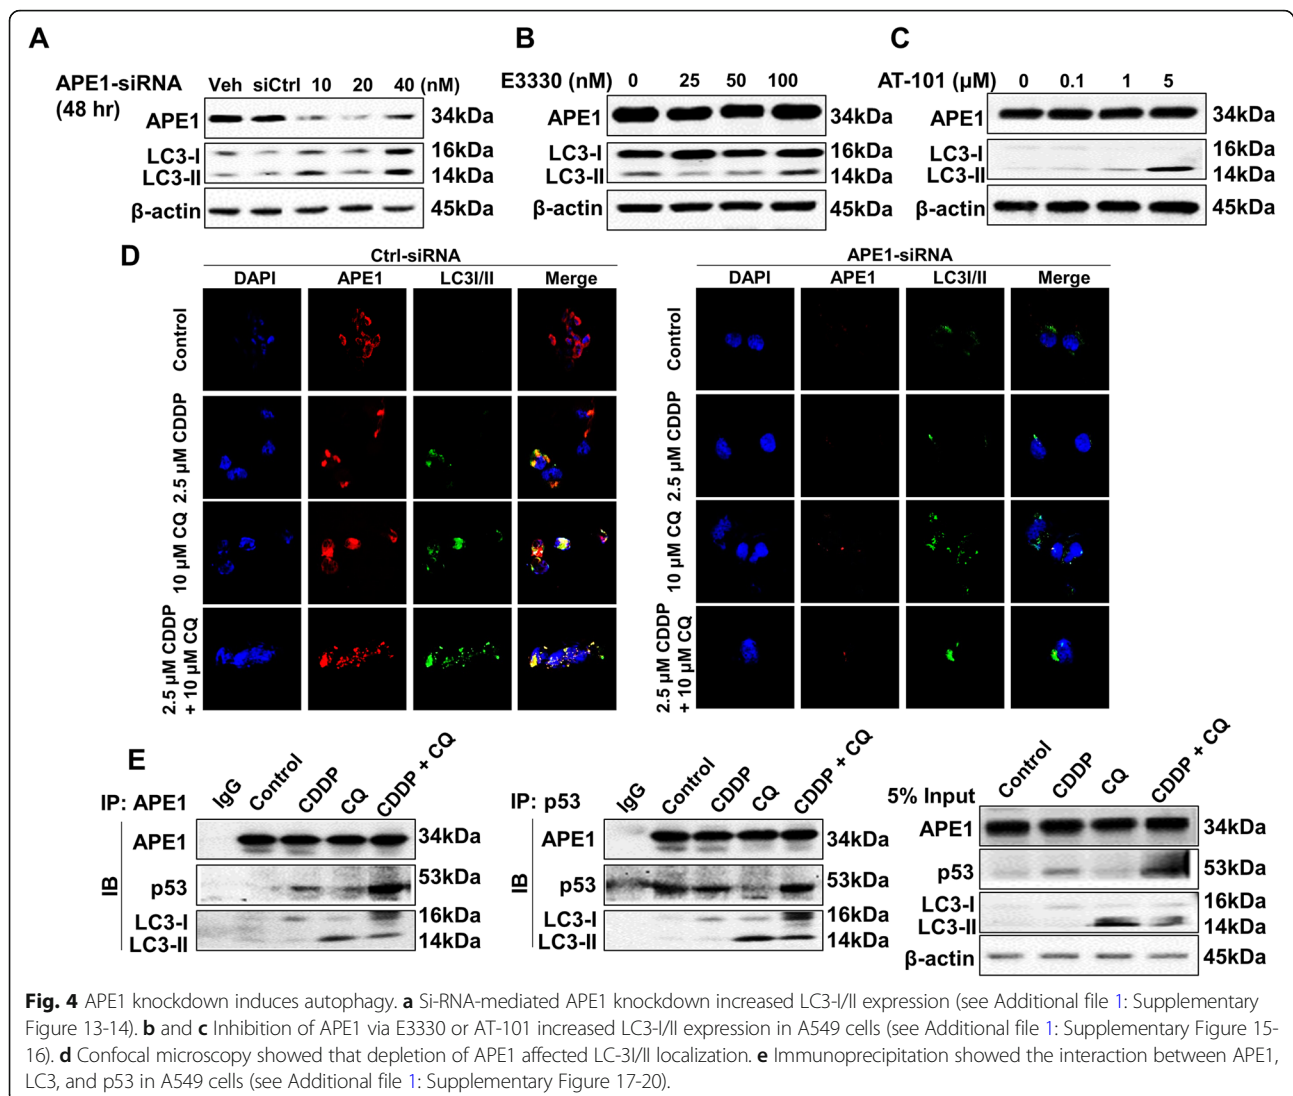 A
APE1-siRNA
(48 hr)
Veh siCtrl 10 20 40 (nM)
APE1 34kDa
LC3-I 16kDa
LC3-II 14kDa
β-actin 45kDa
B
E3330 (nM) 0 25 50 100
APE1 34kDa
LC3-I 16kDa
LC3-II 14kDa
β-actin 45kDa
C
AT-101 (µM) 0 0.1 1 5
APE1 34kDa
LC3-I 16kDa
LC3-II 14kDa
β-actin 45kDa
D
Ctrl-siRNA
DAPI APE1 LC3I/II Merge
Control
2.5 µM CDDP
10 µM CQ
2.5 µM CDDP
+ 10 µM CQ
APE1-siRNA
DAPI APE1 LC3I/II Merge
Control
2.5 µM CDDP
10 µM CQ
2.5 µM CDDP
+ 10 µM CQ
E
IP: APE1 IgG Control CDDP CQ CDDP + CQ
IB
APE1 34kDa
p53 53kDa
LC3-I 16kDa
LC3-II 14kDa
IP: p53 IgG Control CDDP CQ CDDP + CQ
IB
APE1 34kDa
p53 53kDa
LC3-I 16kDa
LC3-II 14kDa
5% Input Control CDDP CQ CDDP + CQ
APE1 34kDa
p53 53kDa
LC3-I 16kDa
LC3-II 14kDa
β-actin 45kDa
Fig. 4 APE1 knockdown induces autophagy. a Si-RNA-mediated APE1 knockdown increased LC3-I/II expression (see Additional file 1: Supplementary
Figure 13-14). b and c Inhibition of APE1 via E3330 or AT-101 increased LC3-I/II expression in A549 cells (see Additional file 1: Supplementary Figure 15-
16). d Confocal microscopy showed that depletion of APE1 affected LC-3I/II localization. e Immunoprecipitation showed the interaction between APE1,
LC3, and p53 in A549 cells (see Additional file 1: Supplementary Figure 17-20).